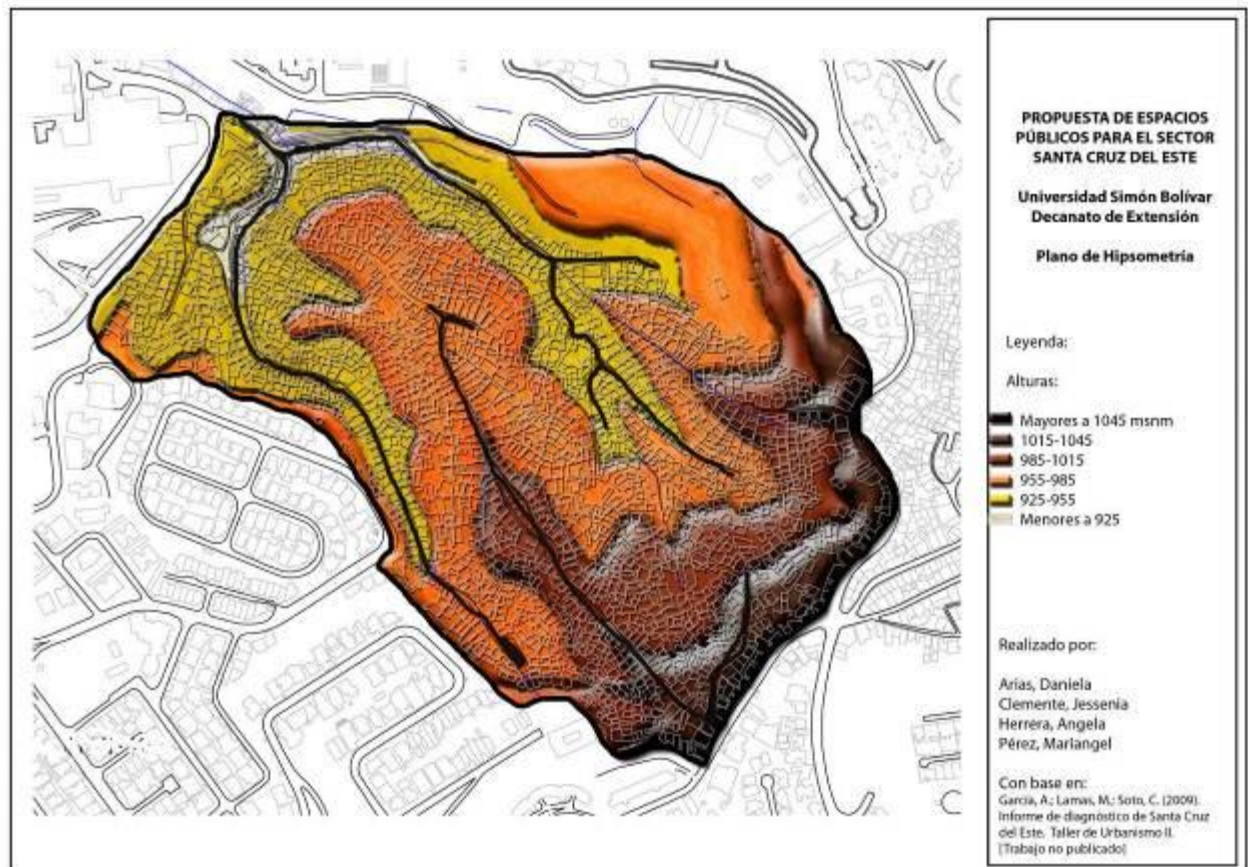 PROPUESTA DE ESPACIOS
PÚBLICOS PARA EL SECTOR
SANTA CRUZ DEL ESTE
Universidad Simón Bolívar
Decanato de Extensión
Plano de Hipsometría
Leyenda:
Alturas:
Mayores a 1045 msnm
1015-1045
985-1015
955-985
925-955
Menores a 925
Realizado por:
Arias, Daniela
Clemente, Jessenia
Herrera, Angela
Pérez, Mariangel
Con base en:
García, A.; Lamas, M.; Soto, C. (2009).
Informe de diagnóstico de Santa Cruz
del Este. Taller de Urbanismo II.
[Trabajo no publicado]